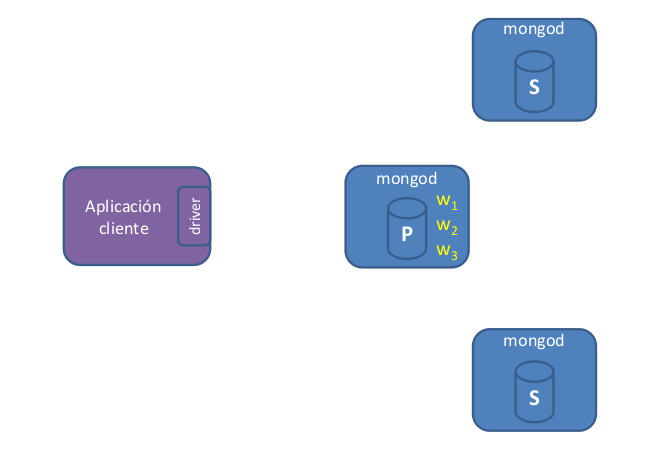 mongod
S
Aplicación
cliente
driver
mongod
P
w1
w2
w3
mongod
S